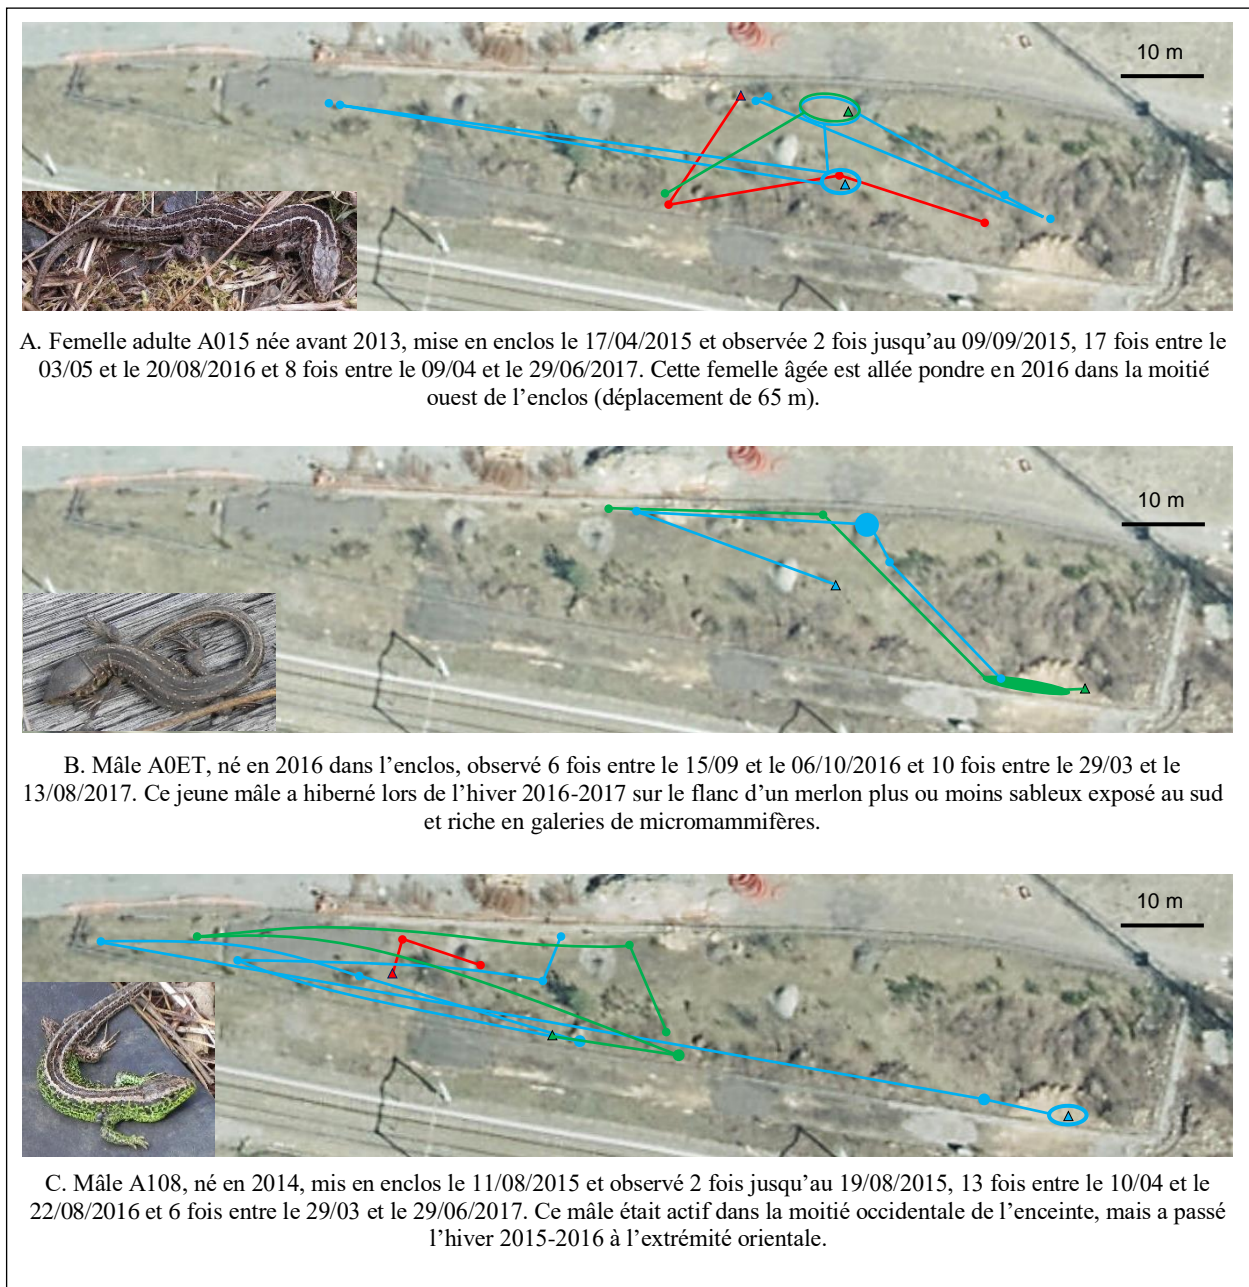 10 m
A. Femelle adulte A015 née avant 2013, mise en enclos le 17/04/2015 et observée 2 fois jusqu’au 09/09/2015, 17 fois entre le
03/05 et le 20/08/2016 et 8 fois entre le 09/04 et le 29/06/2017. Cette femelle âgée est allée pondre en 2016 dans la moitié
ouest de l’enclos (déplacement de 65 m).
10 m
B. Mâle A0ET, né en 2016 dans l’enclos, observé 6 fois entre le 15/09 et le 06/10/2016 et 10 fois entre le 29/03 et le
13/08/2017. Ce jeune mâle a hiberné lors de l’hiver 2016-2017 sur le flanc d’un merlon plus ou moins sableux exposé au sud
et riche en galeries de micromammifères.
10 m
C. Mâle A108, né en 2014, mis en enclos le 11/08/2015 et observé 2 fois jusqu’au 19/08/2015, 13 fois entre le 10/04 et le
22/08/2016 et 6 fois entre le 29/03 et le 29/06/2017. Ce mâle était actif dans la moitié occidentale de l’enceinte, mais a passé
l’hiver 2015-2016 à l’extrémité orientale.